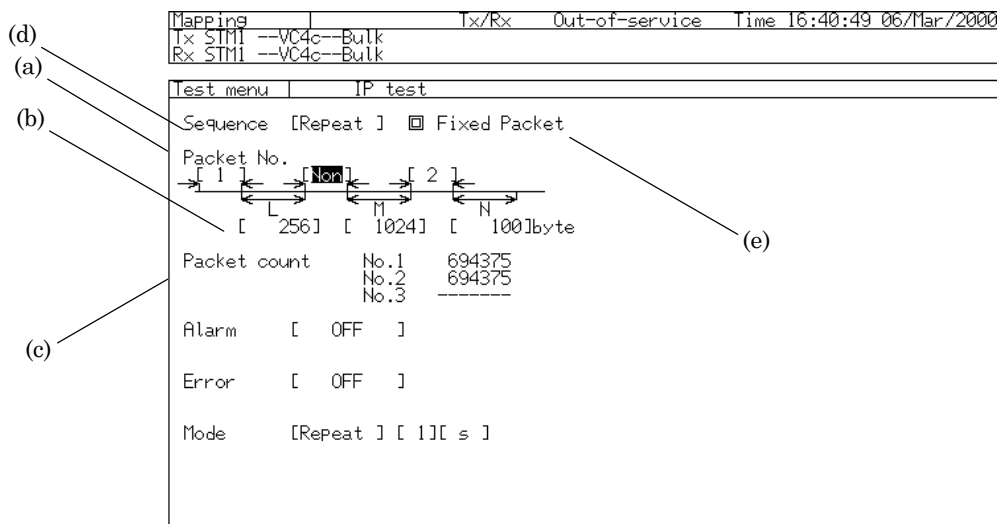 Mapping Tx/Rx Out-of-service Time 16:40:49 06/Mar/2000
Tx STM1 --VC4c--Bulk
Rx STM1 --VC4c--Bulk
Test menu IP test
(d)
(a)
(b)
Sequence [Repeat ] Fixed Packet
Packet No.
[ 1 ] [Non] [ 2 ]
L M N
[ 256] [ 1024] [ 100]byte
(e)
Packet count No.1 694375
No.2 694375
No.3 -------
(c)
Alarm [ OFF ]
Error [ OFF ]
Mode [Repeat ] [ 1][ s ]